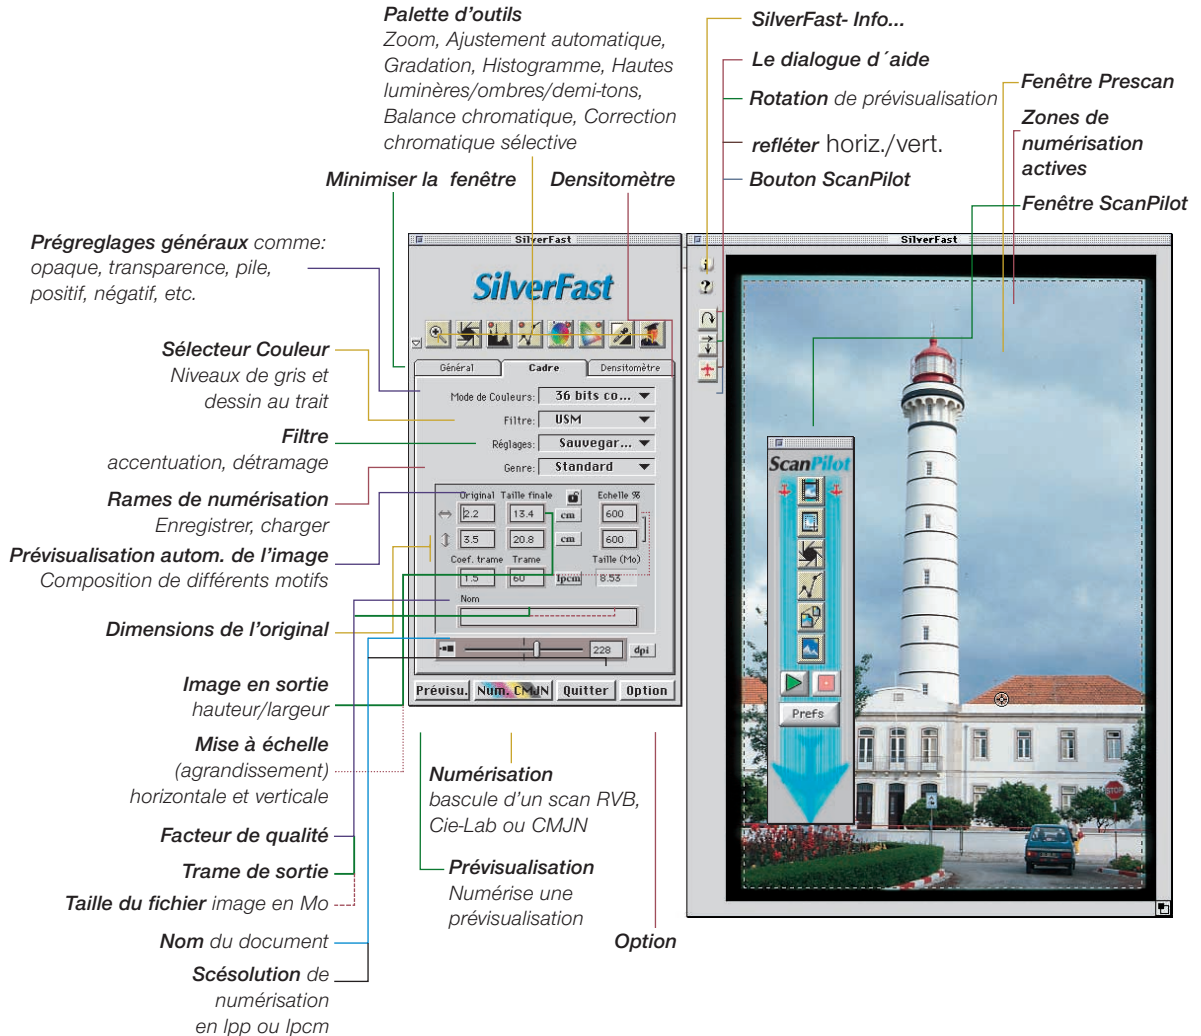 Palette d'outils
Zoom, Ajustement automatique,
Gradation, Histogramme, Hautes
luminères/ombres/demi-tons,
Balance chromatique, Correction
chromatique sélective
Minimiser la fenêtre
Densitomètre
SilverFast- Info...
Le dialogue d´aide
Rotation de prévisualisation
refléter horiz./vert.
Bouton ScanPilot
Fenêtre Prescan
Zones de
numérisation
actives
Fenêtre ScanPilot
Prégreglages généraux comme:
opaque, transparence, pile,
positif, négatif, etc.
Sélecteur Couleur
Niveaux de gris et
dessin au trait
Filtre
accentuation, détramage
Rames de numérisation
Enregistrer, charger
Prévisualisation autom. de l'image
Composition de différents motifs
Dimensions de l'original
Image en sortie
hauteur/largeur
Mise à échelle
(agrandissement)
horizontale et verticale
Facteur de qualité
Trame de sortie
Taille du fichier image en Mo
Nom du document
Scésolution de
numérisation
en lpp ou lpcm
SilverFast
SilverFast
Général
Cadre
Densitomètre
Mode de Couleurs: 36 bits co...
Filtre: USM
Réglages: Sauvegar...
Genre: Standard
Original Taille finale Echelle %
2.2 13.4 cm 600
3.5 20.8 cm 600
Coef. trame Trame Taille (Mo)
1.5 60 lpcm 8.53
Nom
228 dpi
Prévisu. Num. CMJN Quitter Option
Numérisation
bascule d'un scan RVB,
Cie-Lab ou CMJN
Prévisualisation
Numérise une
prévisualisation
Option
SilverFast
i
?
ScanPilot
Prefs
STOP